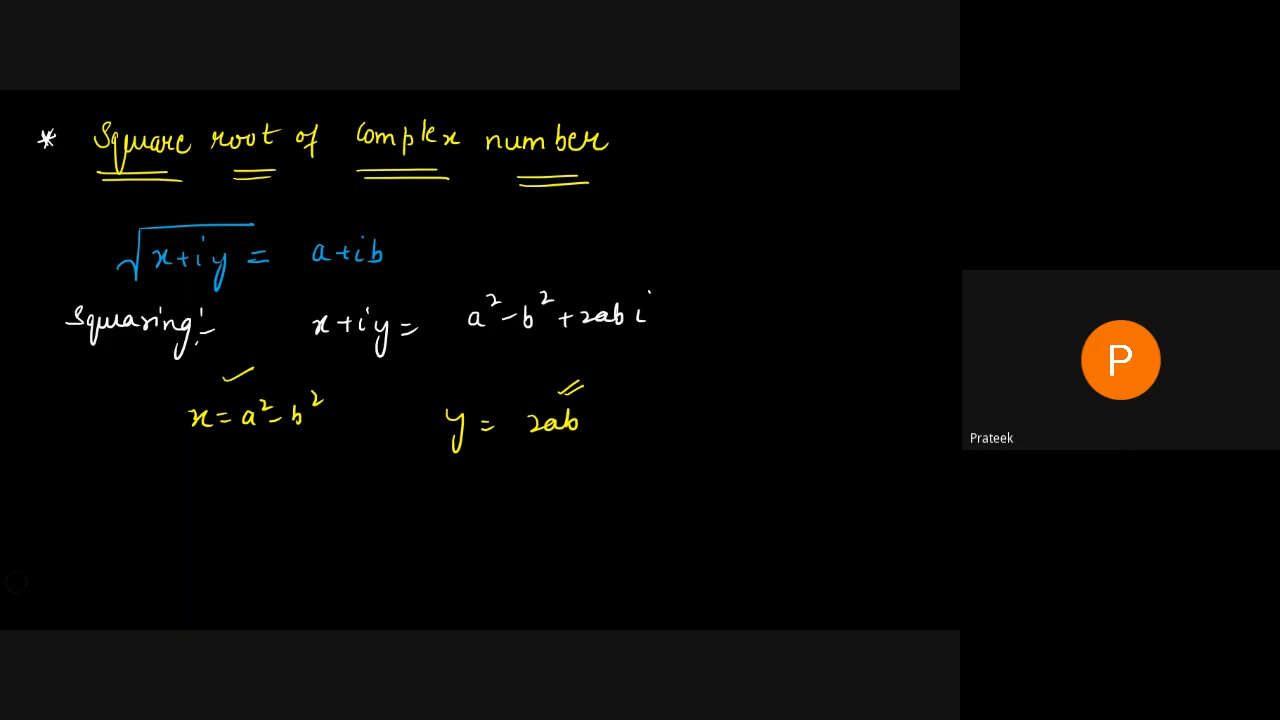 * Square root of complex number
√x+iy = a+ib
Squaring:- x+iy = a²-b²+2abi
x=a²-b² y = 2ab
P
Prateek